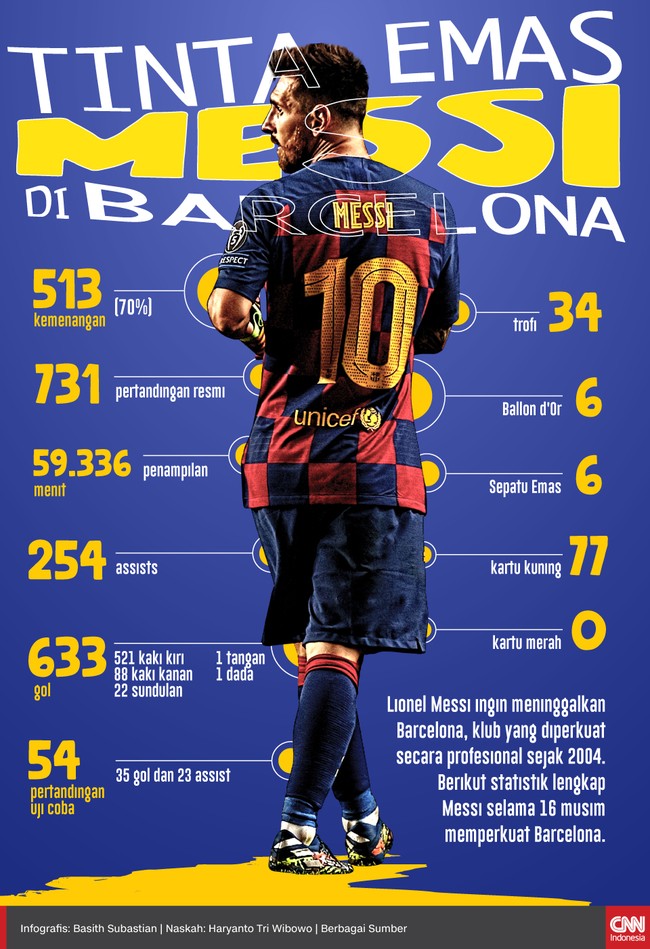 TINTA EMAS
MESSI
DI BARCELONA
RESPECT
MESSI
10
unicef
513 (70%)
kemenangan
731 pertandingan resmi
59.336 penampilan
menit
254 assists
633 521 kaki kiri 1 tangan
gol 88 kaki kanan 1 dada
22 sundulan
54 35 gol dan 23 assist
pertandingan
uji coba
trofi 34
Ballon d'Or 6
Sepatu Emas 6
kartu kuning 77
kartu merah 0
Lionel Messi ingin meninggalkan
Barcelona, klub yang diperkuat
secara profesional sejak 2004.
Berikut statistik lengkap
Messi selama 16 musim
memperkuat Barcelona.
Infografis: Basith Subastian | Naskah: Haryanto Tri Wibowo | Berbagai Sumber
CNN
Indonesia